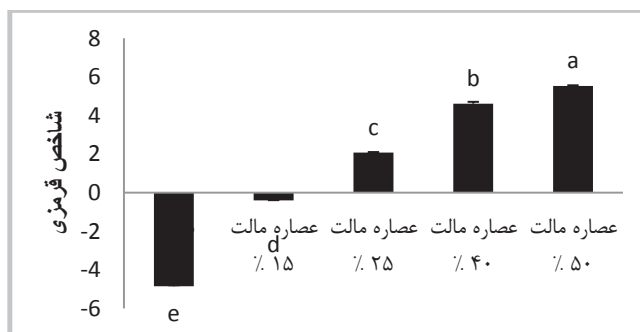 شاخص قرمزی
8
6
4
2
0
-2
-4
-6
a
b
c
d
e
عصاره مالت
۱۵ ٪
عصاره مالت
۲۵ ٪
عصاره مالت
۴۰ ٪
عصاره مالت
۵۰ ٪